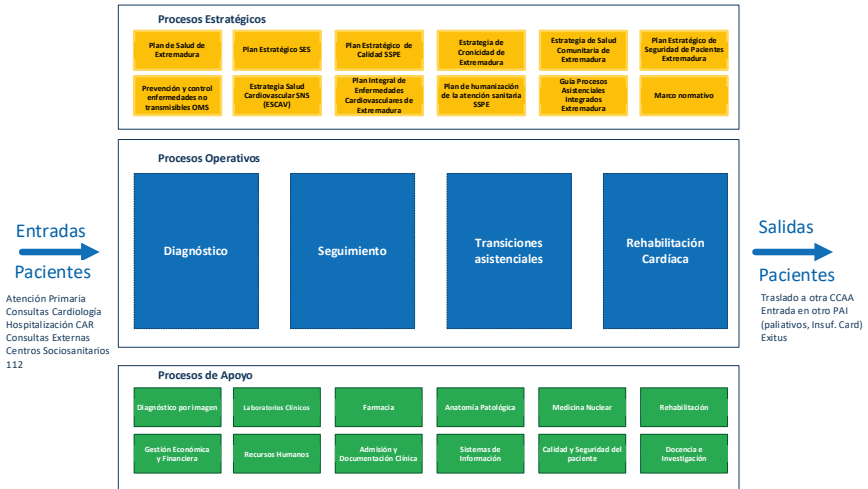 Procesos Estratégicos
Plan de Salud de
Extremadura
Plan Estratégico SES
Plan Estratégico de
Calidad SSPE
Estrategia de
Cronicidad de
Extremadura
Estrategia de Salud
Comunitaria de
Extremadura
Plan Estratégico de
Seguridad de Pacientes
Extremadura
Prevención y control
enfermedades no
transmisibles OMS
Estrategia Salud
Cardiovascular SNS
(ESCAV)
Plan Integral de
Enfermedades
Cardiovasculares de
Extremadura
Plan de humanización
de la atención sanitaria
SSPE
Guía Procesos
Asistenciales
Integrados
Extremadura
Marco normativo
Entradas
Pacientes
Atención Primaria
Consultas Cardiología
Hospitalización CAR
Consultas Externas
Centros Sociosanitarios
112
Procesos Operativos
Diagnóstico
Seguimiento
Transiciones
asistenciales
Rehabilitación
Cardíaca
Salidas
Pacientes
Traslado a otra CCAA
Entrada en otro PAI
(paliativos, Insuf. Card)
Exitus
Procesos de Apoyo
Diagnóstico por imagen
Laboratorios Clínicos
Farmacia
Anatomía Patológica
Medicina Nuclear
Rehabilitación
Gestión Económica
y Financiera
Recursos Humanos
Admisión y
Documentación Clínica
Sistemas de
Información
Calidad y Seguridad del
paciente
Docencia e
Investigación